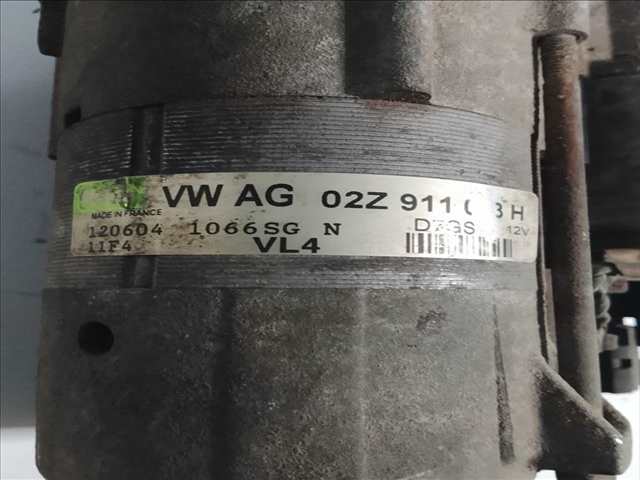 VW AG 02Z 911 H
MADE IN FRANCE
120604 1066SG N 12V
11F4 VL4